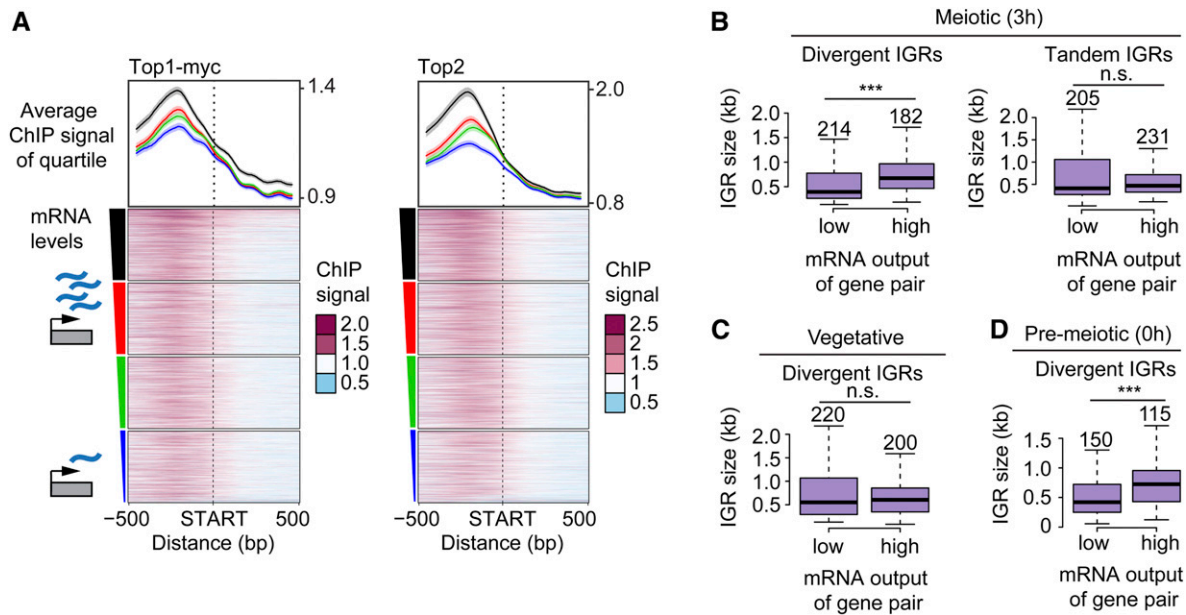 A
Top1-myc
Top2
Average
ChIP signal
of quartile
1.4
0.9
2.0
0.8
mRNA
levels
ChIP
signal
2.0
1.5
1.0
0.5
ChIP
signal
2.5
2
1.5
1
0.5
−500 START 500
Distance (bp)
−500 START 500
Distance (bp)
B
Meiotic (3h)
Divergent IGRs
***
214
182
IGR size (kb)
2.0
1.5
1.0
0.5
low high
mRNA output
of gene pair
Tandem IGRs
n.s.
205
231
IGR size (kb)
2.0
1.5
1.0
0.5
low high
mRNA output
of gene pair
C
Vegetative
Divergent IGRs
n.s.
220
200
IGR size (kb)
2.0
1.5
1.0
0.5
low high
mRNA output
of gene pair
D
Pre-meiotic (0h)
Divergent IGRs
***
150
115
IGR size (kb)
1.5
1.0
0.5
0
low high
mRNA output
of gene pair